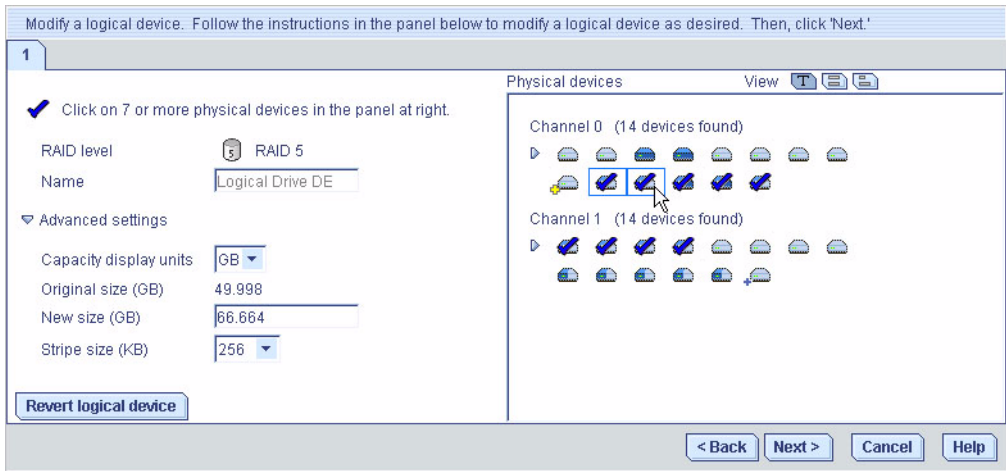 Modify a logical device. Follow the instructions in the panel below to modify a logical device as desired. Then, click 'Next.'
1
Click on 7 or more physical devices in the panel at right.
RAID level 5 RAID 5
Name Logical Drive DE
Advanced settings
Capacity display units GB
Original size (GB) 49.998
New size (GB) 66.664
Stripe size (KB) 256
Revert logical device
Physical devices View T
Channel 0 (14 devices found)
Channel 1 (14 devices found)
< Back Next > Cancel Help